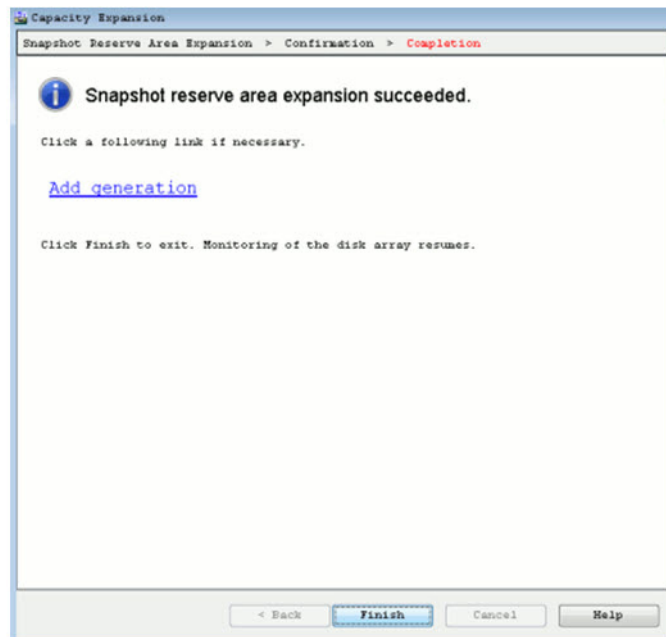 Capacity Expansion
Snapshot Reserve Area Expansion > Confirmation > Completion
Snapshot reserve area expansion succeeded.
Click a following link if necessary.
Add generation
Click Finish to exit. Monitoring of the disk array resumes.
< Back Finish Cancel Help